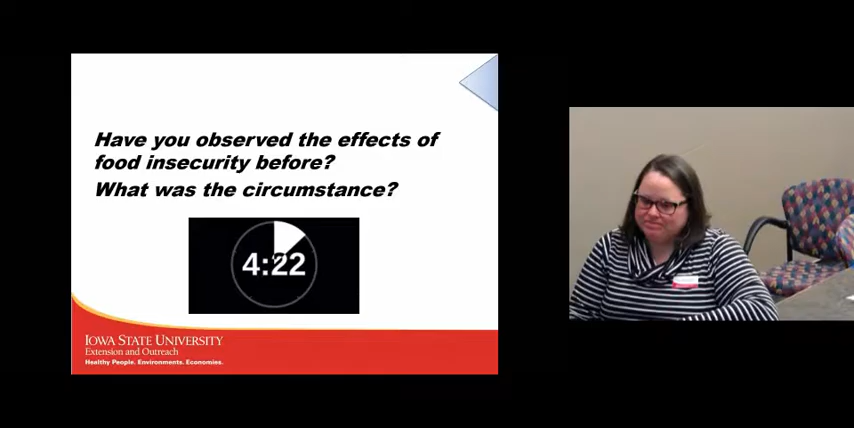 Have you observed the effects of
food insecurity before?
What was the circumstance?
4:22
IOWA STATE UNIVERSITY
Extension and Outreach
Healthy People. Environments. Economies.